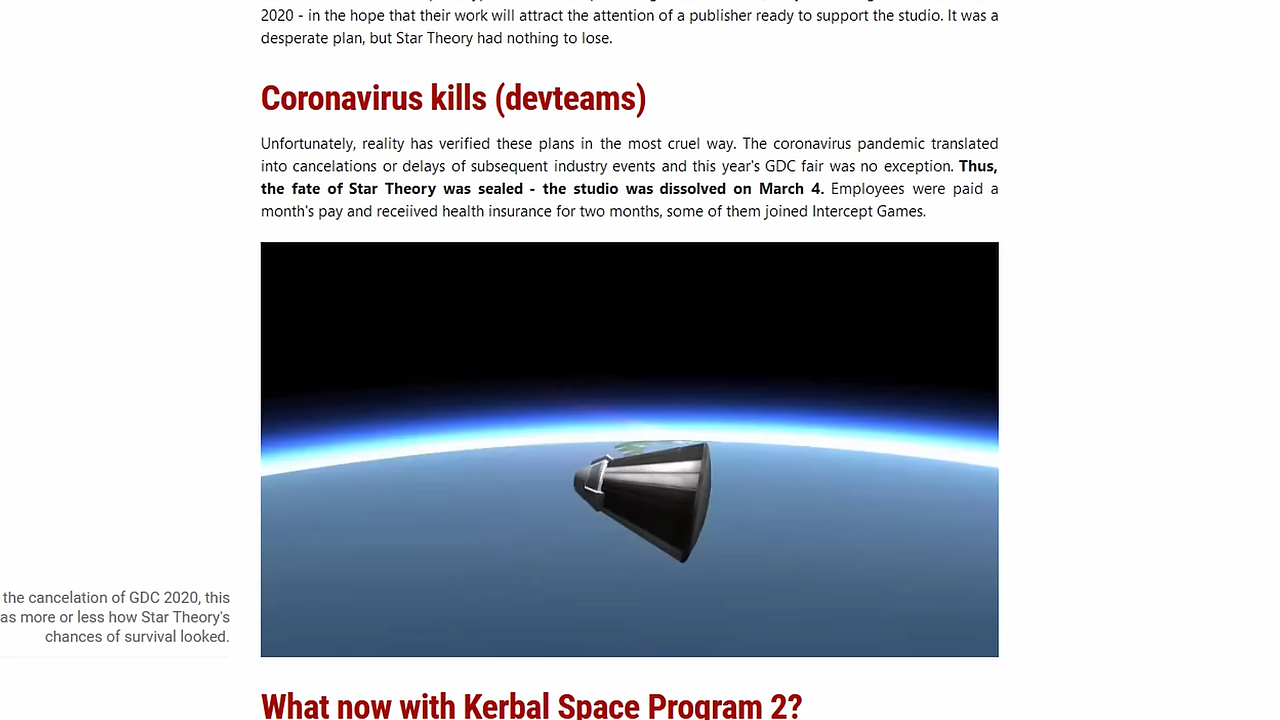 2020 - in the hope that their work will attract the attention of a publisher ready to support the studio. It was a
desperate plan, but Star Theory had nothing to lose.
Coronavirus kills (devteams)
Unfortunately, reality has verified these plans in the most cruel way. The coronavirus pandemic translated
into cancelations or delays of subsequent industry events and this year's GDC fair was no exception. Thus,
the fate of Star Theory was sealed - the studio was dissolved on March 4. Employees were paid a
month's pay and receiived health insurance for two months, some of them joined Intercept Games.
the cancelation of GDC 2020, this
as more or less how Star Theory's
chances of survival looked.
What now with Kerbal Space Program 2?